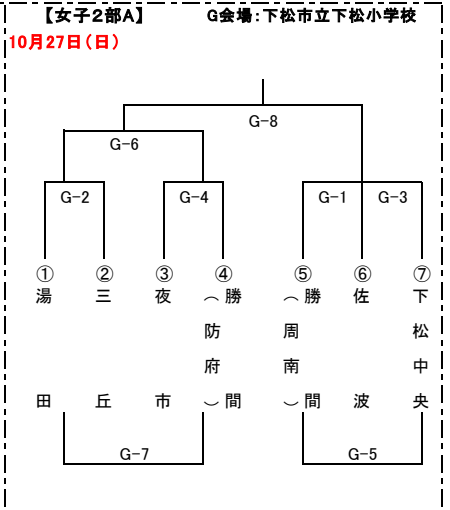 【女子２部A】
G会場:下松市立下松小学校
10月27日(日)
G-8
G-6
G-2
G-4
G-1
G-3
①
②
③
④
⑤
⑥
⑦
湯田
三丘
夜市
勝間
(防府)
勝間
(周南)
佐波
下松中央
G-7
G-5